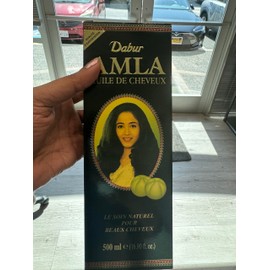 Dabur
AMLA
HUILE DE CHEVEUX
LE SOIN NATUREL
POUR
BEAUX CHEVEUX
500 ml